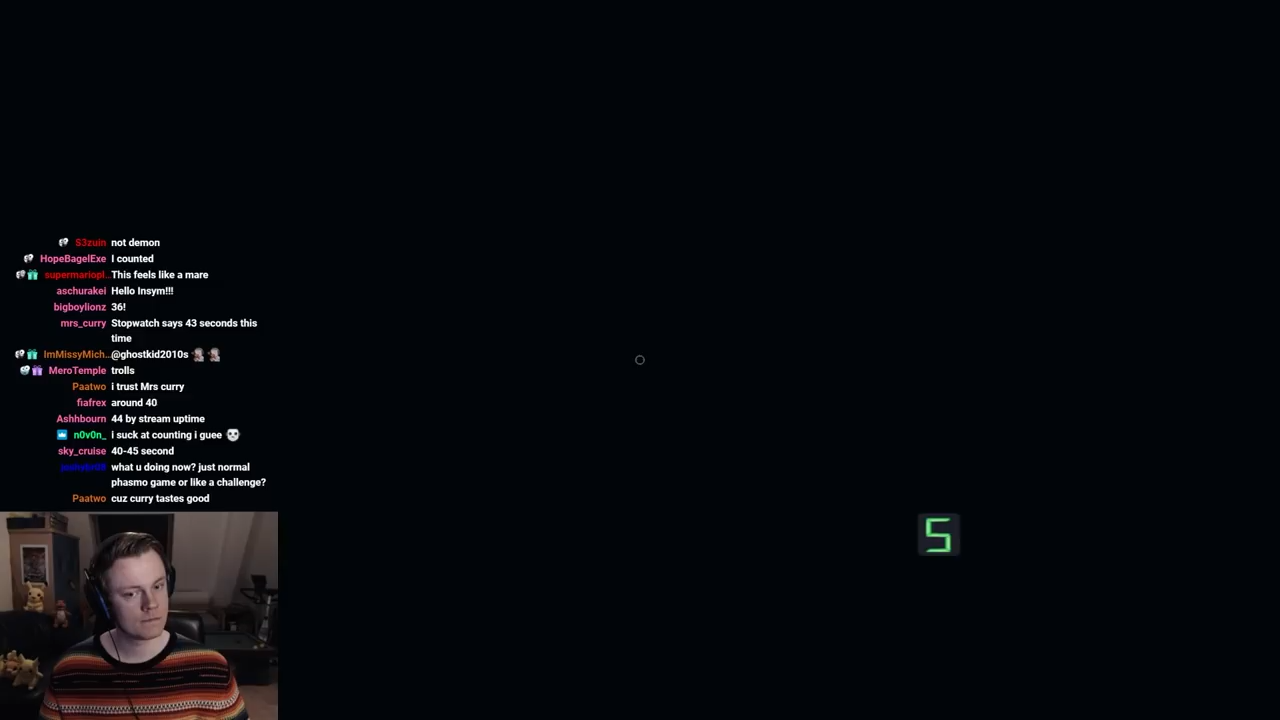 S3zuin not demon
HopeBagelExe I counted
supermariopl... This feels like a mare
aschurakei Hello Insym!!!
bigboylionz 36!
mrs_curry Stopwatch says 43 seconds this
time
ImMissyMich... @ghostkid2010s
MeroTemple trolls
Paatwo i trust Mrs curry
fiafrex around 40
Ashhbourn 44 by stream uptime
n0v0n_ i suck at counting i guee
sky_cruise 40-45 second
what u doing now? just normal
phasmo game or like a challenge?
Paatwo cuz curry tastes good
5